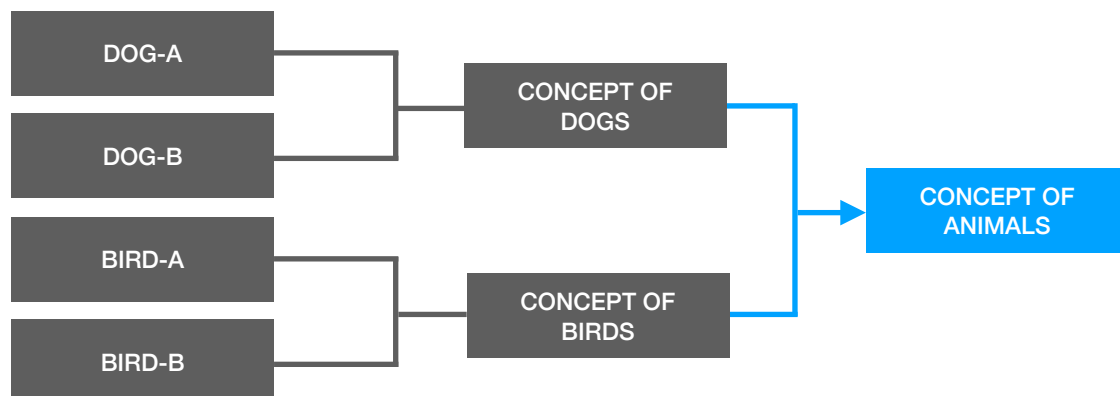 DOG-A
DOG-B
BIRD-A
BIRD-B
CONCEPT OF
DOGS
CONCEPT OF
BIRDS
CONCEPT OF
ANIMALS